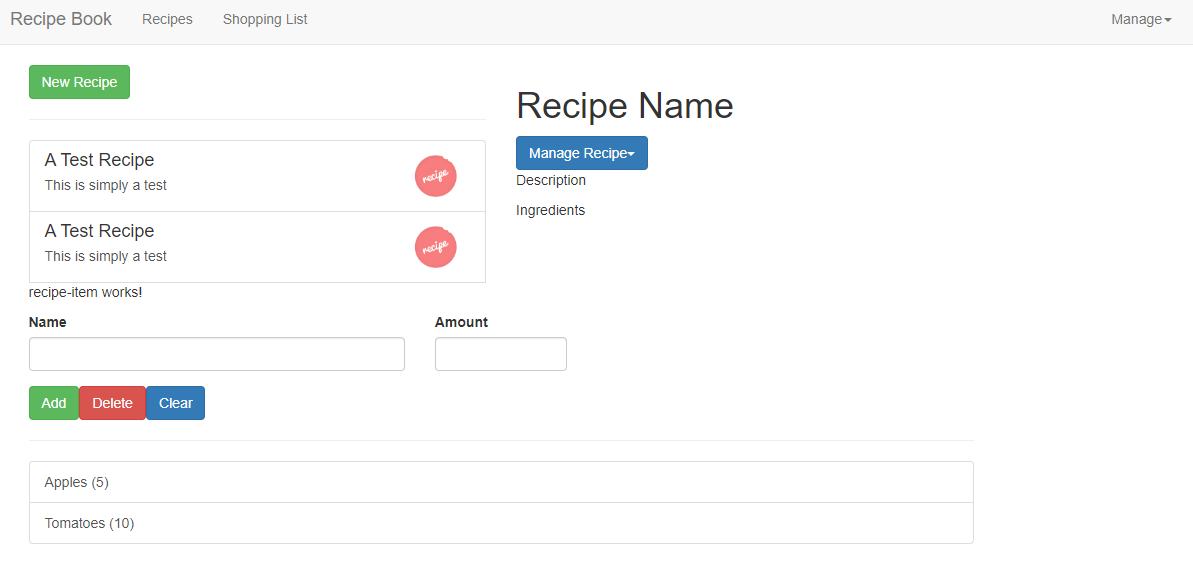 Recipe Book Recipes Shopping List Manage
New Recipe
Recipe Name
Manage Recipe
Description
Ingredients
A Test Recipe
This is simply a test
recipe
A Test Recipe
This is simply a test
recipe
recipe-item works!
Name Amount
Add Delete Clear
Apples (5)
Tomatoes (10)